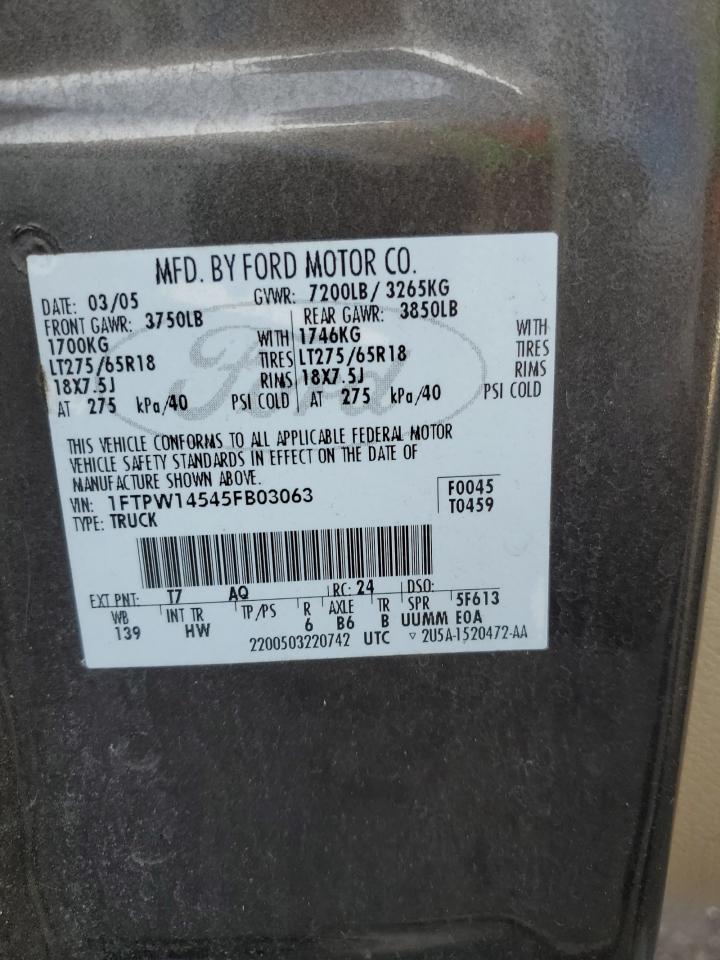 MFD. BY FORD MOTOR CO.
DATE: 03/05 GVWR: 7200LB/ 3265KG
FRONT GAWR: 3750LB REAR GAWR: 3850LB
1700KG WITH 1746KG WITH
LT275/65R18 TIRES LT275/65R18 TIRES
18X7.5J RIMS 18X7.5J RIMS
AT 275 kPa/40 PSI COLD AT 275 kPa/40 PSI COLD
Ford
THIS VEHICLE CONFORMS TO ALL APPLICABLE FEDERAL MOTOR
VEHICLE SAFETY STANDARDS IN EFFECT ON THE DATE OF
MANUFACTURE SHOWN ABOVE.
VIN: 1FTPW14545FB03063 F0045
TYPE: TRUCK T0459
EXT PNT: T7 AQ RC: 24 DSO:
WB INT TR TP/PS R AXLE TR SPR 5F613
139 HW 6 B6 B UUMM E0A
2200503220742 UTC ▽ 2U5A-1520472-AA